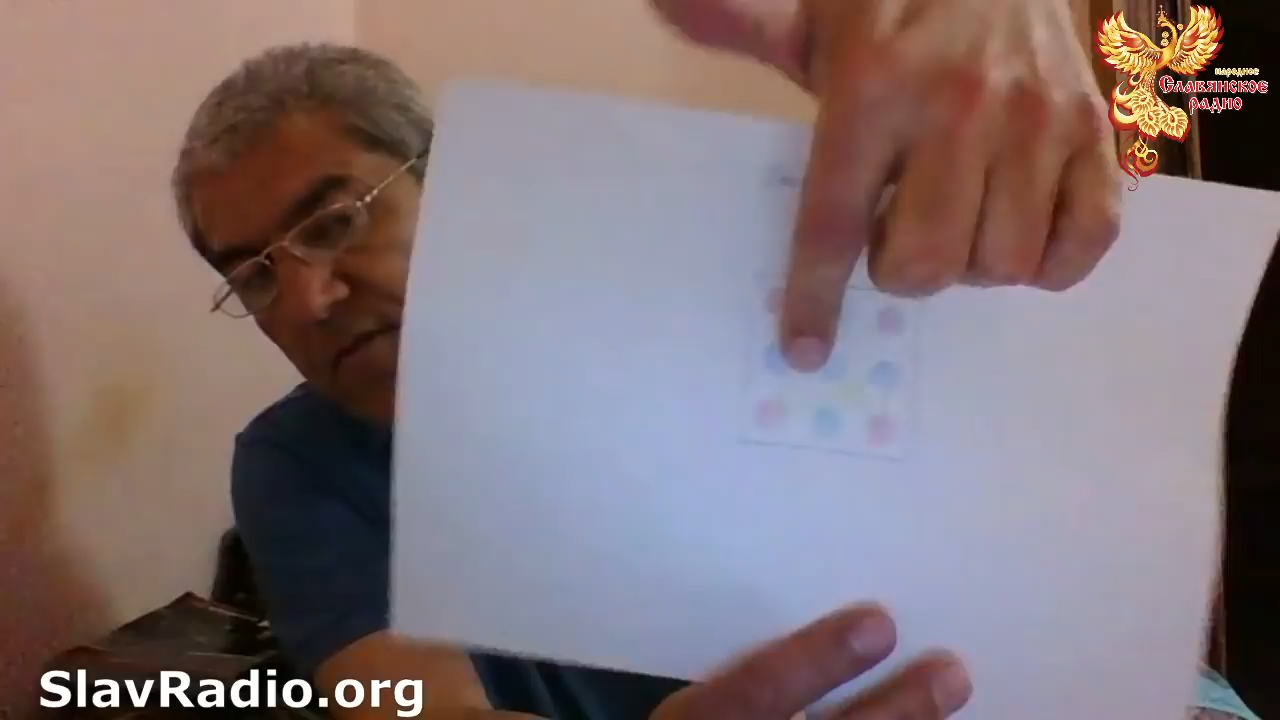 народное
Славянское
радио
SlavRadio.org